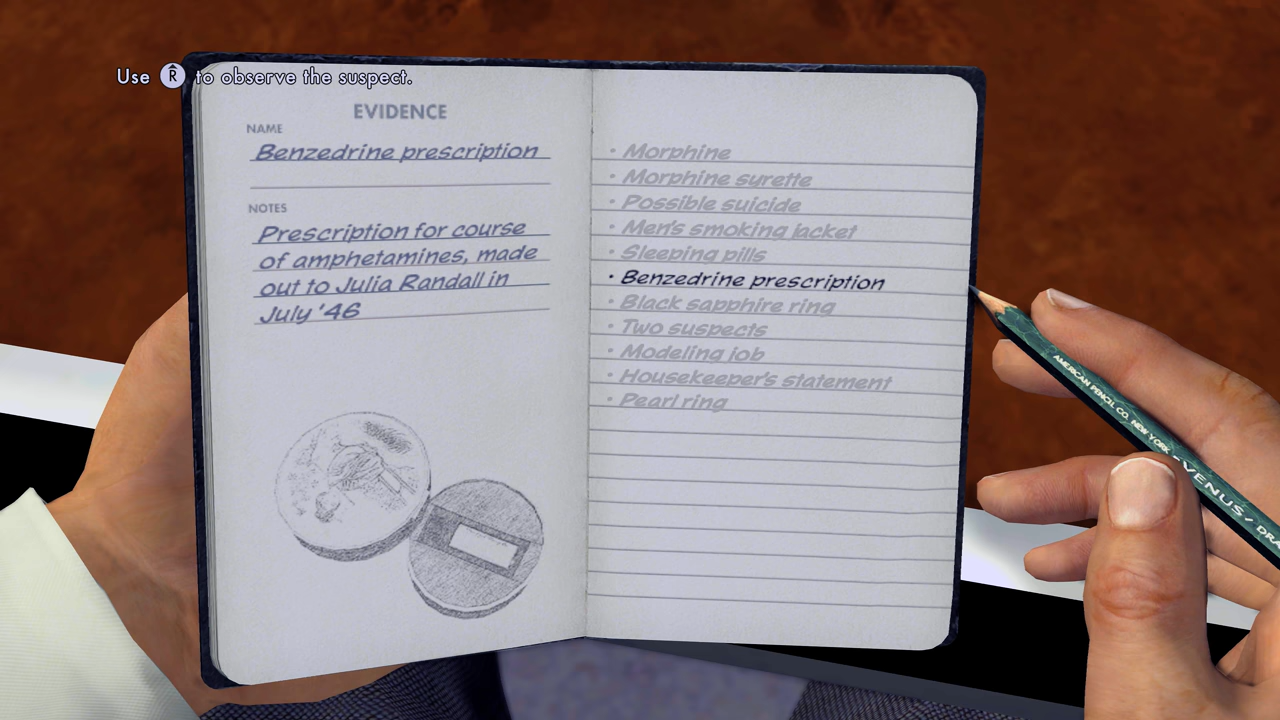 Use R to observe the suspect.
EVIDENCE
NAME
Benzedrine prescription
NOTES
Prescription for course
of amphetamines, made
out to Julia Randall in
July '46
• Morphine
• Morphine syrette
• Possible suicide
• Men's smoking jacket
• Sleeping pills
• Benzedrine prescription
• Black sapphire ring
• Two suspects
• Modeling job
• Housekeeper's statement
• Pearl ring
AMERICAN PENCIL CO. NEW YORK VENUS / DRA